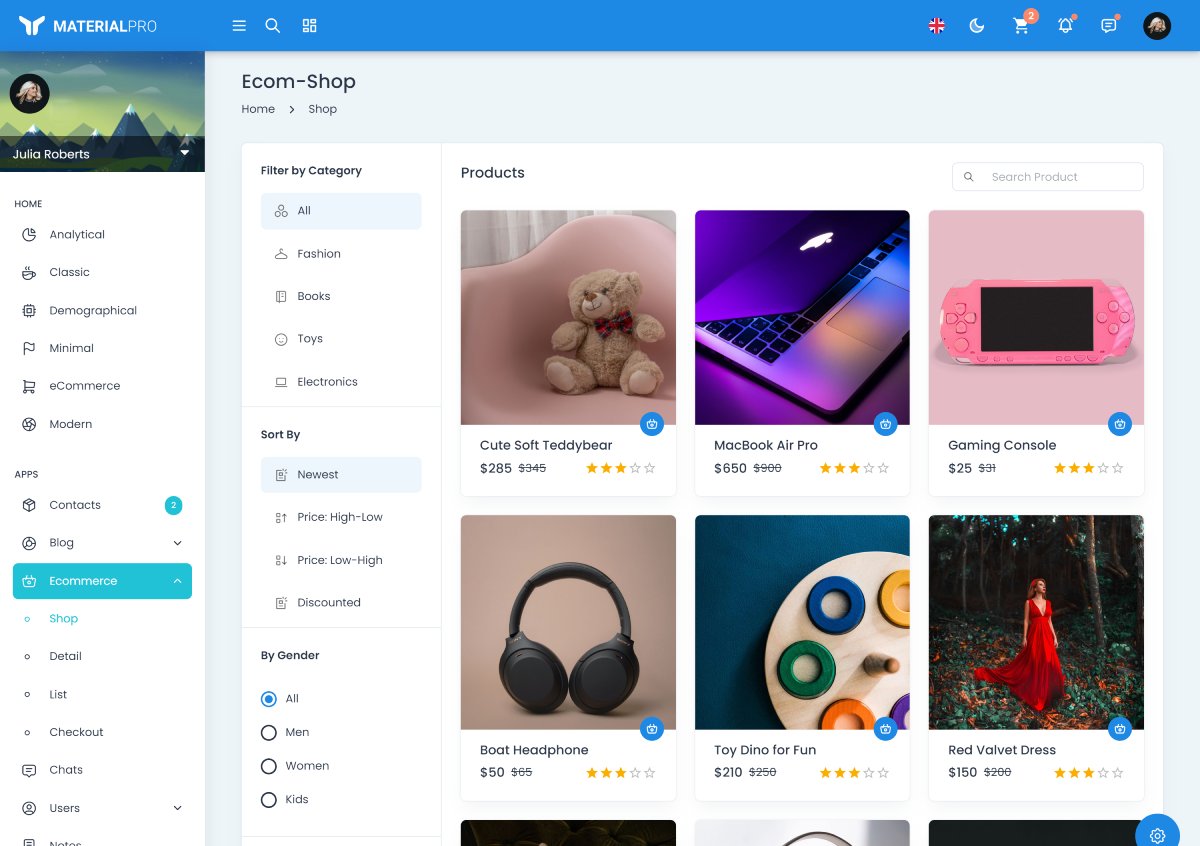 MATERIALPRO
2
Julia Roberts
HOME
Analytical
Classic
Demographical
Minimal
eCommerce
Modern
APPS
Contacts 2
Blog
Ecommerce
Shop
Detail
List
Checkout
Chats
Users
Notes
Ecom-Shop
Home > Shop
Filter by Category
All
Fashion
Books
Toys
Electronics
Sort By
Newest
Price: High-Low
Price: Low-High
Discounted
By Gender
All
Men
Women
Kids
Products
Search Product
Cute Soft Teddybear
$285 $345
MacBook Air Pro
$650 $900
Gaming Console
$25 $31
Boat Headphone
$50 $65
Toy Dino for Fun
$210 $250
Red Valvet Dress
$150 $200